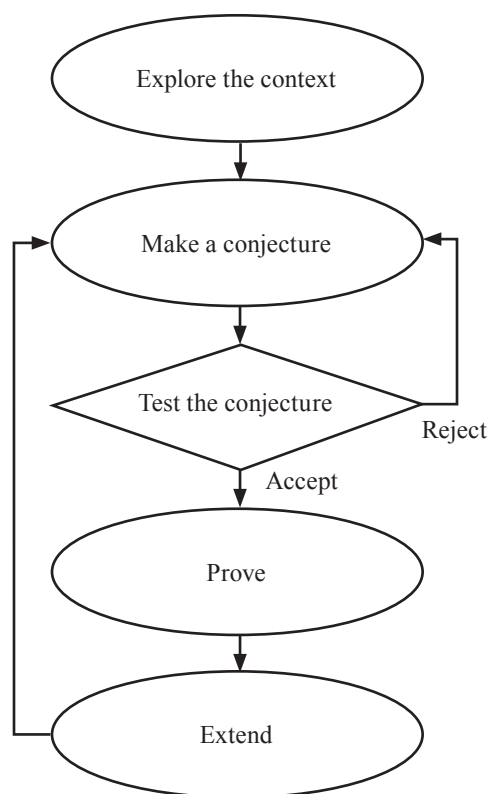 Explore the context
Make a conjecture
Test the conjecture
Reject
Accept
Prove
Extend